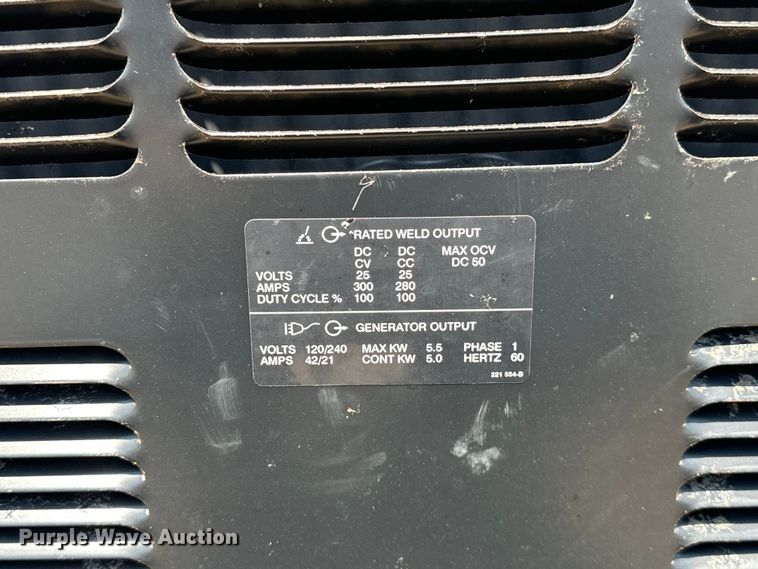 RATED WELD OUTPUT
DC DC MAX OCV
CV CC DC 50
VOLTS 25 25
AMPS 300 280
DUTY CYCLE % 100 100
GENERATOR OUTPUT
VOLTS 120/240 MAX KW 5.5 PHASE 1
AMPS 42/21 CONT KW 5.0 HERTZ 60
221 554-B
Purple Wave Auction